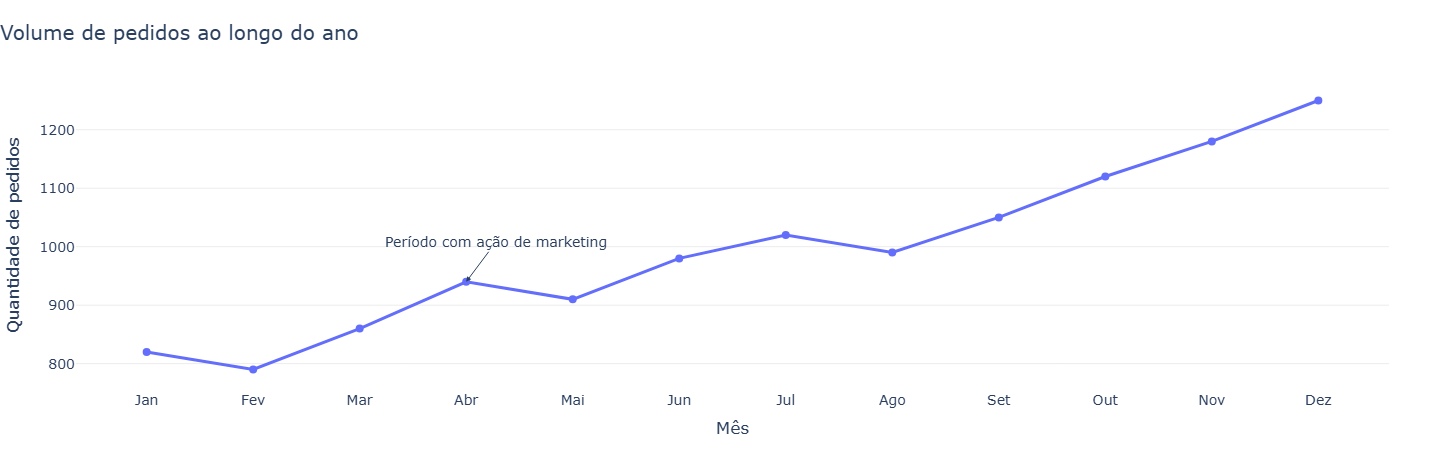 Volume de pedidos ao longo do ano
Quantidade de pedidos
1200
1100
1000
900
800
Período com ação de marketing
Jan Fev Mar Abr Mai Jun Jul Ago Set Out Nov Dez
Mês